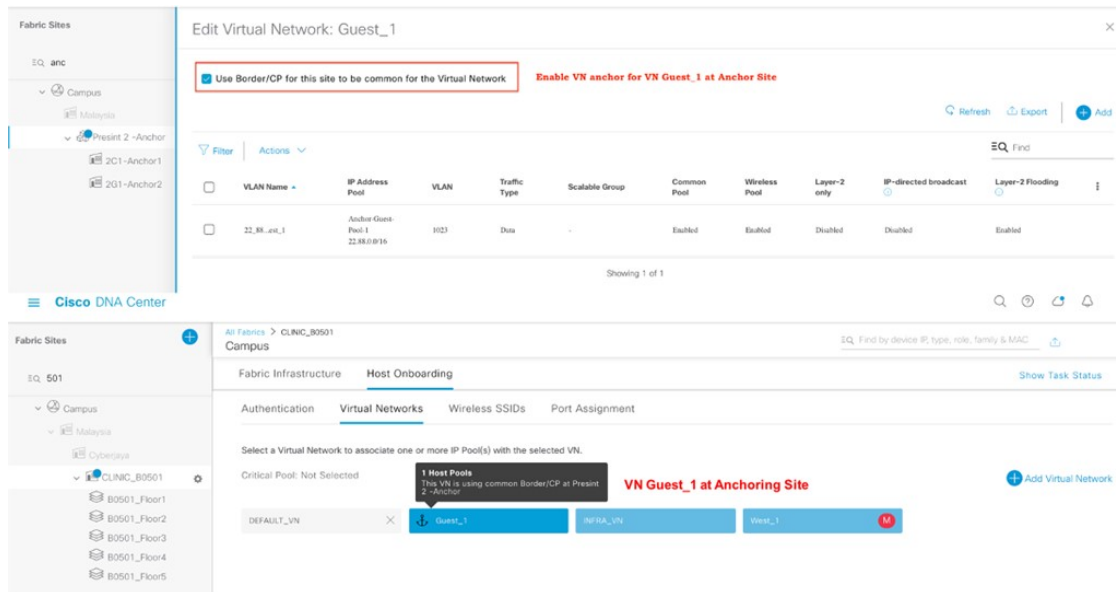 Fabric Sites
Edit Virtual Network: Guest_1
anc
Campus
Malaysia
Presint 2 -Anchor
2C1-Anchor1
2G1-Anchor2
Use Border/CP for this site to be common for the Virtual Network
Enable VN anchor for VN Guest_1 at Anchor Site
Refresh Export Add
Filter Actions
Find
VLAN Name IP Address Pool VLAN Traffic Type Scalable Group Common Pool Wireless Pool Layer-2 only IP-directed broadcast Layer-2 Flooding
22_88...est_1 Anchor-Guest-Pool-1 22.88.0.0/16 1023 Data - Enabled Enabled Disabled Disabled Enabled
Showing 1 of 1
Cisco DNA Center
Fabric Sites
501
Campus
Malaysia
Cyberjaya
CLINIC_B0501
B0501_Floor1
B0501_Floor2
B0501_Floor3
B0501_Floor4
B0501_Floor5
All Fabrics > CLINIC_B0501
Campus
Find by device IP, type, role, family & MAC
Fabric Infrastructure Host Onboarding
Show Task Status
Authentication Virtual Networks Wireless SSIDs Port Assignment
Select a Virtual Network to associate one or more IP Pool(s) with the selected VN.
Critical Pool: Not Selected
1 Host Pools
This VN is using common Border/CP at Presint
2 -Anchor
VN Guest_1 at Anchoring Site
Add Virtual Network
DEFAULT_VN Guest_1 INFRA_VN West_1 M